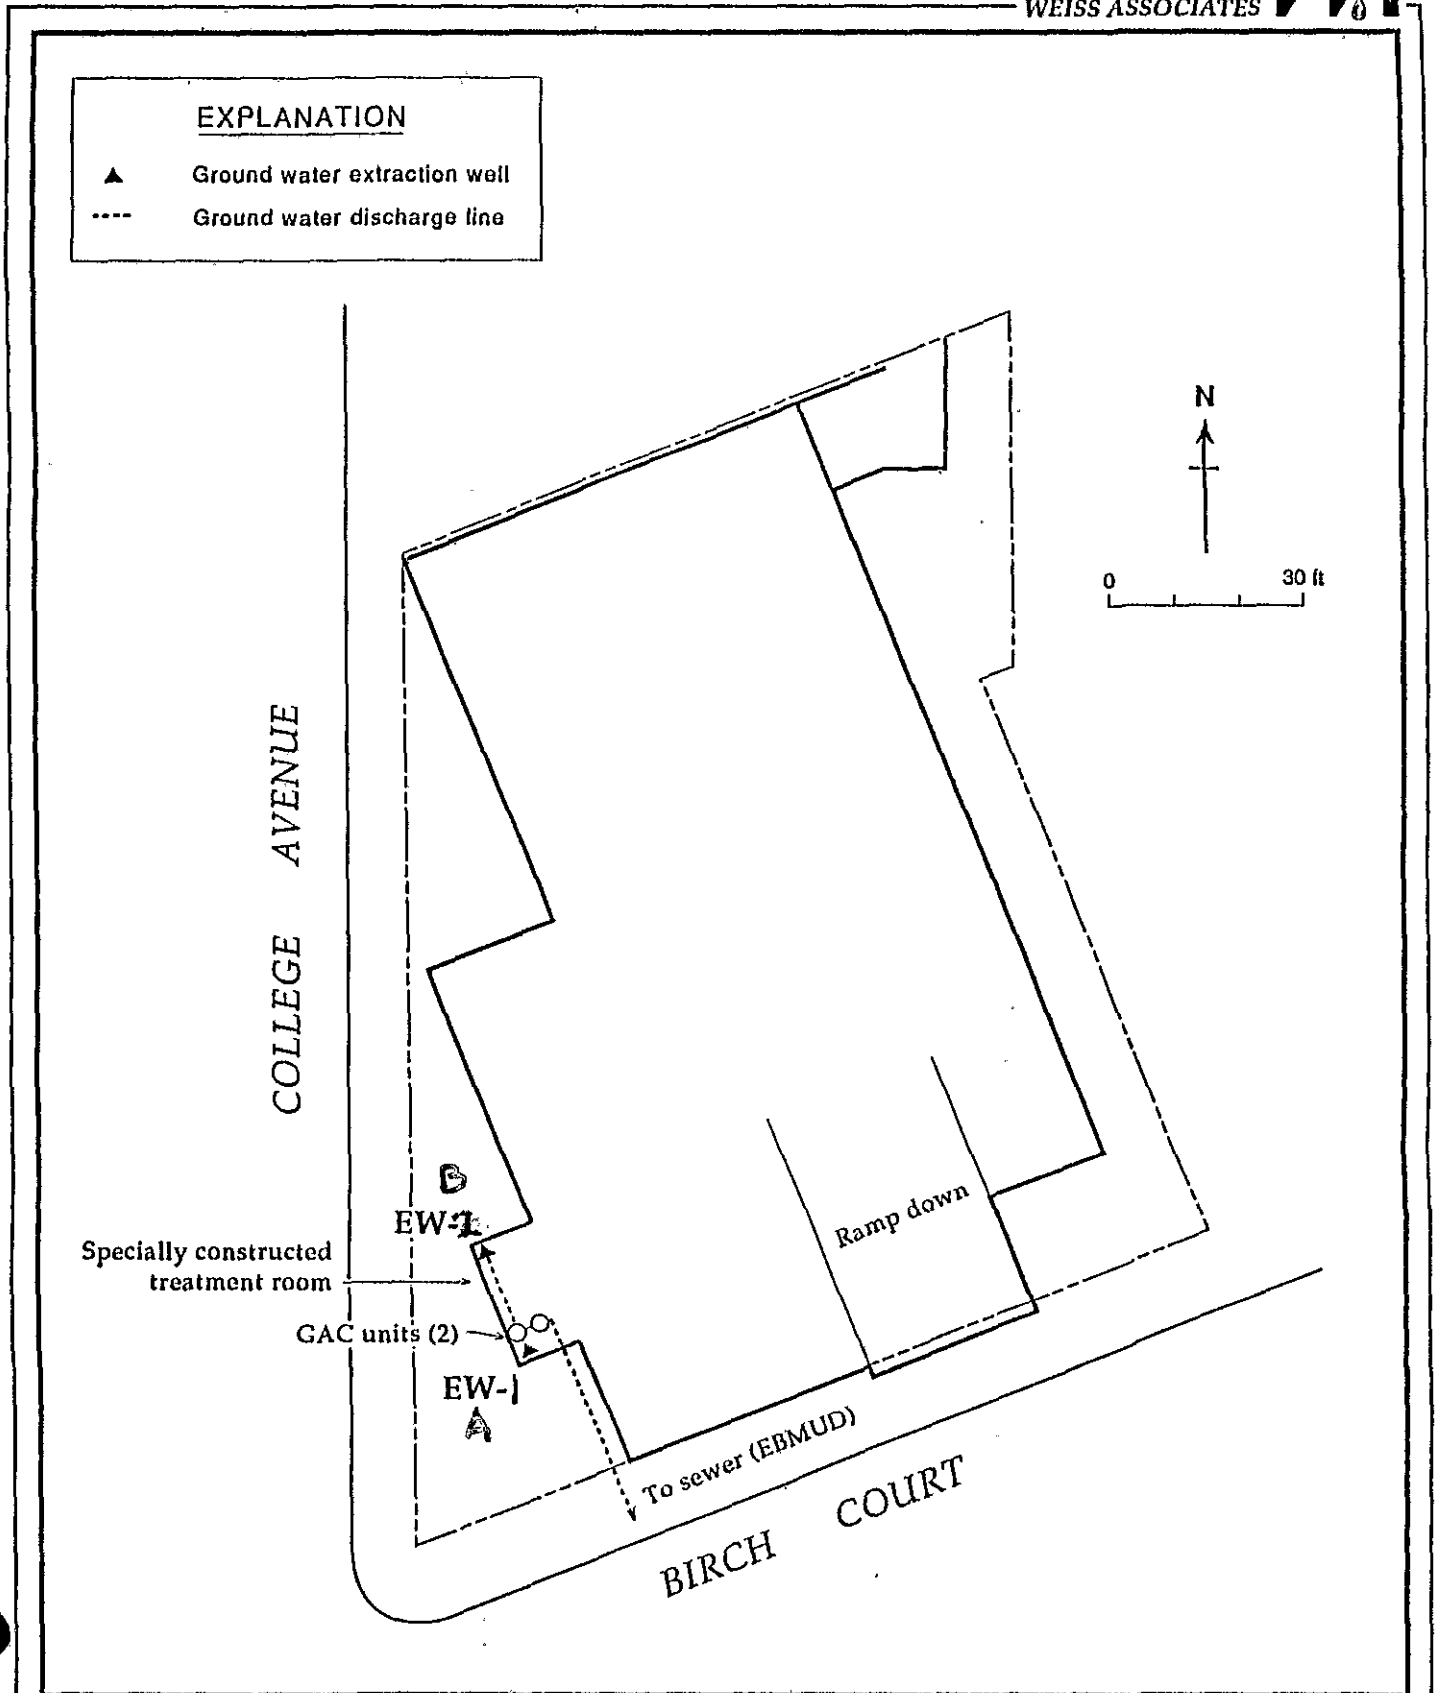 WEISS ASSOCIATES
EXPLANATION
Ground water extraction well
Ground water discharge line
N
0 30 ft
COLLEGE AVENUE
B
EW-2
Specially constructed
treatment room
GAC units (2)
EW-1
A
Ramp down
To sewer (EBMUD)
BIRCH COURT